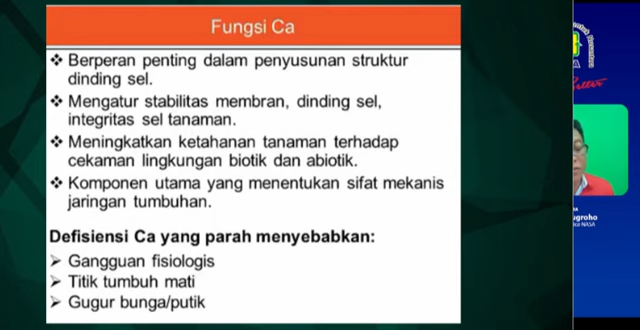 Fungsi Ca
❖ Berperan penting dalam penyusunan struktur
dinding sel.
❖ Mengatur stabilitas membran, dinding sel,
integritas sel tanaman.
❖ Meningkatkan ketahanan tanaman terhadap
cekaman lingkungan biotik dan abiotik.
❖ Komponen utama yang menentukan sifat mekanis
jaringan tumbuhan.
Defisiensi Ca yang parah menyebabkan:
➢ Gangguan fisiologis
➢ Titik tumbuh mati
➢ Gugur bunga/putik
ugroho
NASA